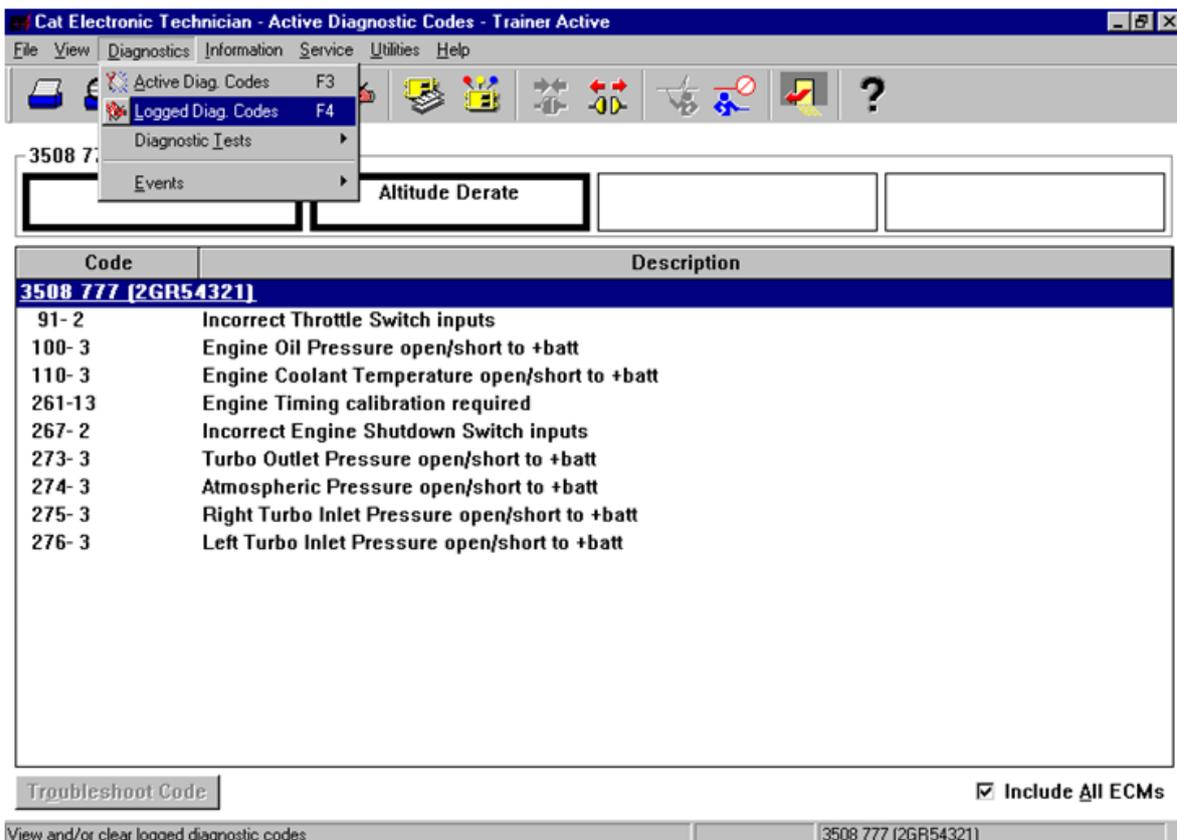 Cat Electronic Technician - Active Diagnostic Codes - Trainer Active
File View Diagnostics Information Service Utilities Help
Active Diag. Codes F3
Logged Diag. Codes F4
Diagnostic Tests
Events
?
3508 77
Altitude Derate
Code Description
3508 777 (2GR54321)
91- 2 Incorrect Throttle Switch inputs
100- 3 Engine Oil Pressure open/short to +batt
110- 3 Engine Coolant Temperature open/short to +batt
261-13 Engine Timing calibration required
267- 2 Incorrect Engine Shutdown Switch inputs
273- 3 Turbo Outlet Pressure open/short to +batt
274- 3 Atmospheric Pressure open/short to +batt
275- 3 Right Turbo Inlet Pressure open/short to +batt
276- 3 Left Turbo Inlet Pressure open/short to +batt
Troubleshoot Code Include All ECMs
View and/or clear logged diagnostic codes 3508 777 (2GR54321)